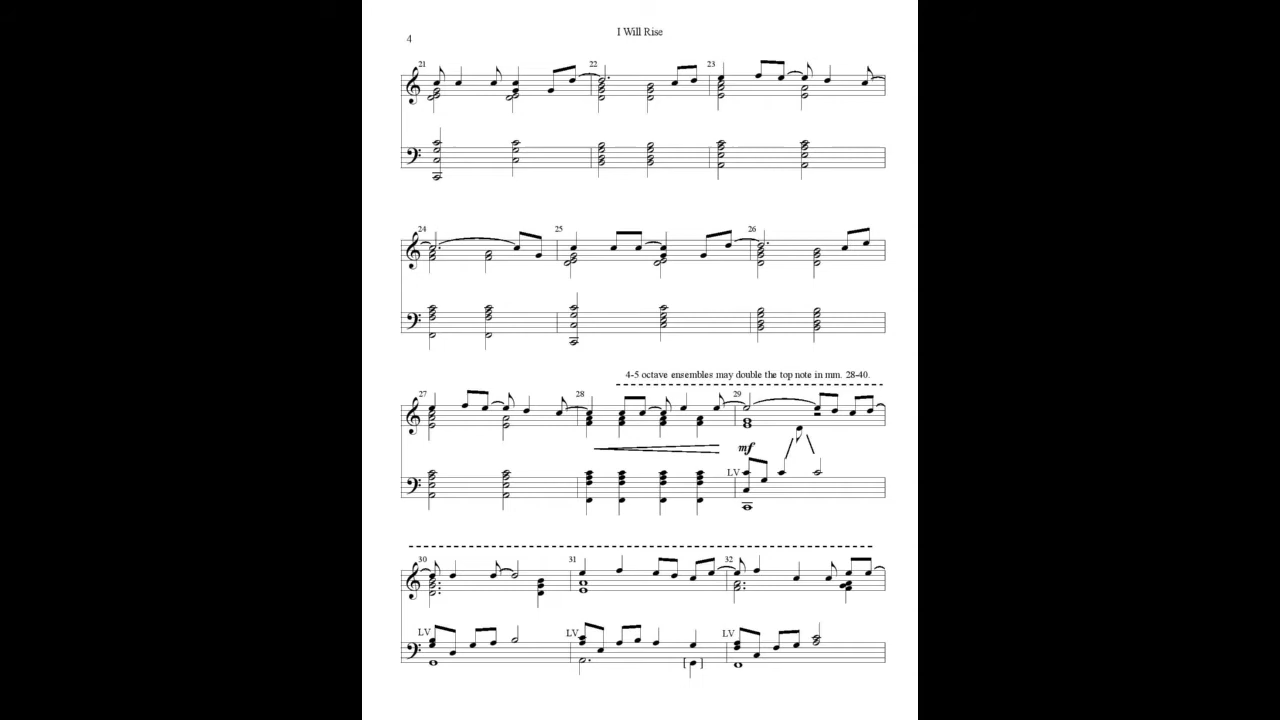 I Will Rise
4
21 22 23
24 25 26
4-5 octave ensembles may double the top note in mm. 28-40.
27 28 29
mf
LV
30 31 32
LV LV LV